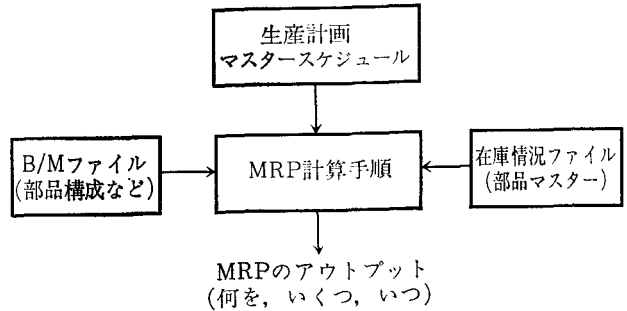 生産計画
マスタースケジュール
B/Mファイル
(部品構成など)
MRP計算手順
在庫情況ファイル
(部品マスター)
MRPのアウトプット
(何を, いくつ, いつ)